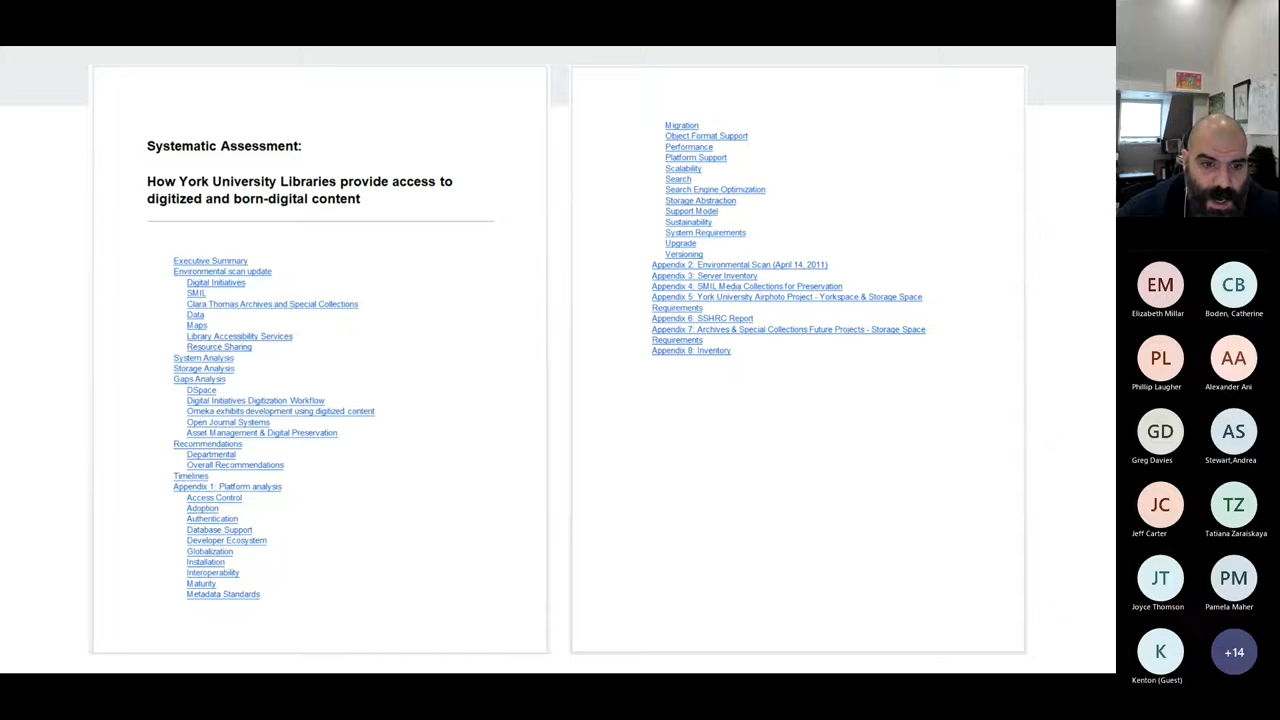 Systematic Assessment:
How York University Libraries provide access to
digitized and born-digital content
Executive Summary
Environmental scan update
Digital Initiatives
SMIL
Clara Thomas Archives and Special Collections
Data
Maps
Library Accessibility Services
Resource Sharing
System Analysis
Storage Analysis
Gaps Analysis
DSpace
Digital Initiatives Digitization Workflow
Omeka exhibits development using digitized content
Open Journal Systems
Asset Management & Digital Preservation
Recommendations
Departmental
Overall Recommendations
Timelines
Appendix 1: Platform analysis
Access Control
Adoption
Authentication
Database Support
Developer Ecosystem
Globalization
Installation
Interoperability
Maturity
Metadata Standards
Migration
Object Format Support
Performance
Platform Support
Scalability
Search
Search Engine Optimization
Storage Abstraction
Support Model
Sustainability
System Requirements
Upgrade
Versioning
Appendix 2: Environmental Scan (April 14, 2011)
Appendix 3: Server Inventory
Appendix 4: SMIL Media Collections for Preservation
Appendix 5: York University Airphoto Project - Yorkspace & Storage Space
Requirements
Appendix 6: SSHRC Report
Appendix 7: Archives & Special Collections Future Projects - Storage Space
Requirements
Appendix 8: Inventory
EM
Elizabeth Millar
CB
Boden, Catherine
PL
Phillip Laugher
AA
Alexander Ani
GD
Greg Davies
AS
Stewart,Andrea
JC
Jeff Carter
TZ
Tatiana Zaraiskaya
JT
Joyce Thomson
PM
Pamela Maher
K
Kenton (Guest)
+14